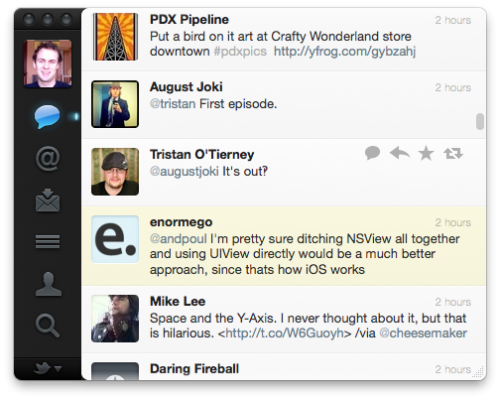 PDX Pipeline
2 hours
Put a bird on it art at Crafty Wonderland store
downtown #pdxpics http://yfrog.com/gybzahj
August Joki
2 hours
@tristan First episode.
Tristan O'Tierney
@augustjoki It's out‽
enormego
2 hours
e.
@andpoul I'm pretty sure ditching NSView all together
and using UIView directly would be a much better
approach, since thats how iOS works
Mike Lee
2 hours
Space and the Y-Axis. I never thought about it, but that
is hilarious. <http://t.co/W6Guoyh> /via @cheesemaker
Daring Fireball
2 hours